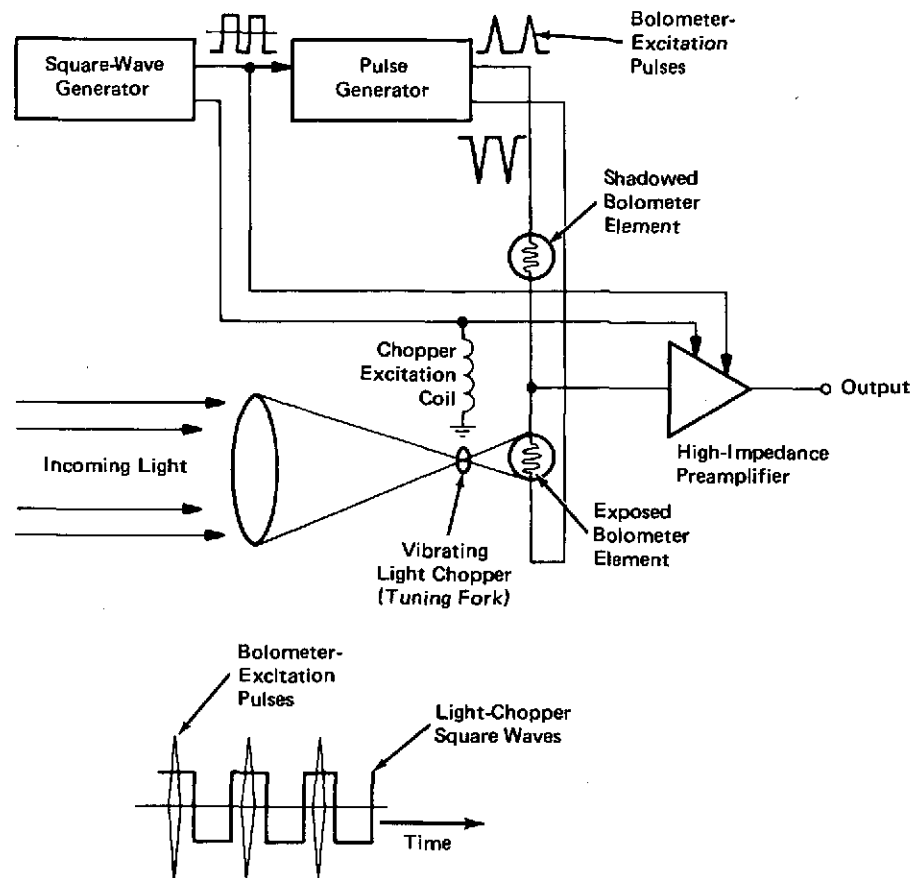 Bolometer-
Excitation
Pulses
Square-Wave
Generator
Pulse
Generator
Shadowed
Bolometer
Element
Chopper
Excitation
Coil
Output
High-Impedance
Preamplifier
Incoming Light
Exposed
Bolometer
Element
Vibrating
Light Chopper
(Tuning Fork)
Bolometer-
Excitation
Pulses
Light-Chopper
Square Waves
Time